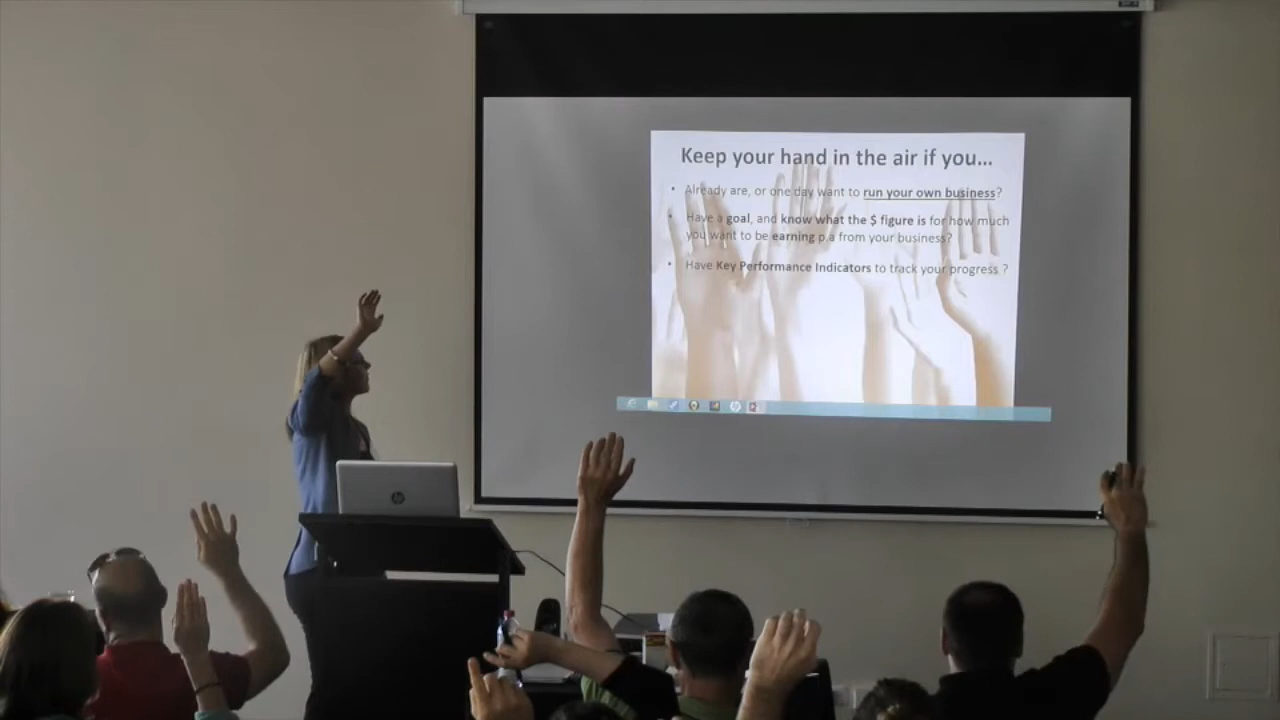 Keep your hand in the air if you...
• Already are, or one day want to run your own business?
• Have a goal, and know what the $ figure is for how much
you want to be earning p.a from your business?
• Have Key Performance Indicators to track your progress ?
hp